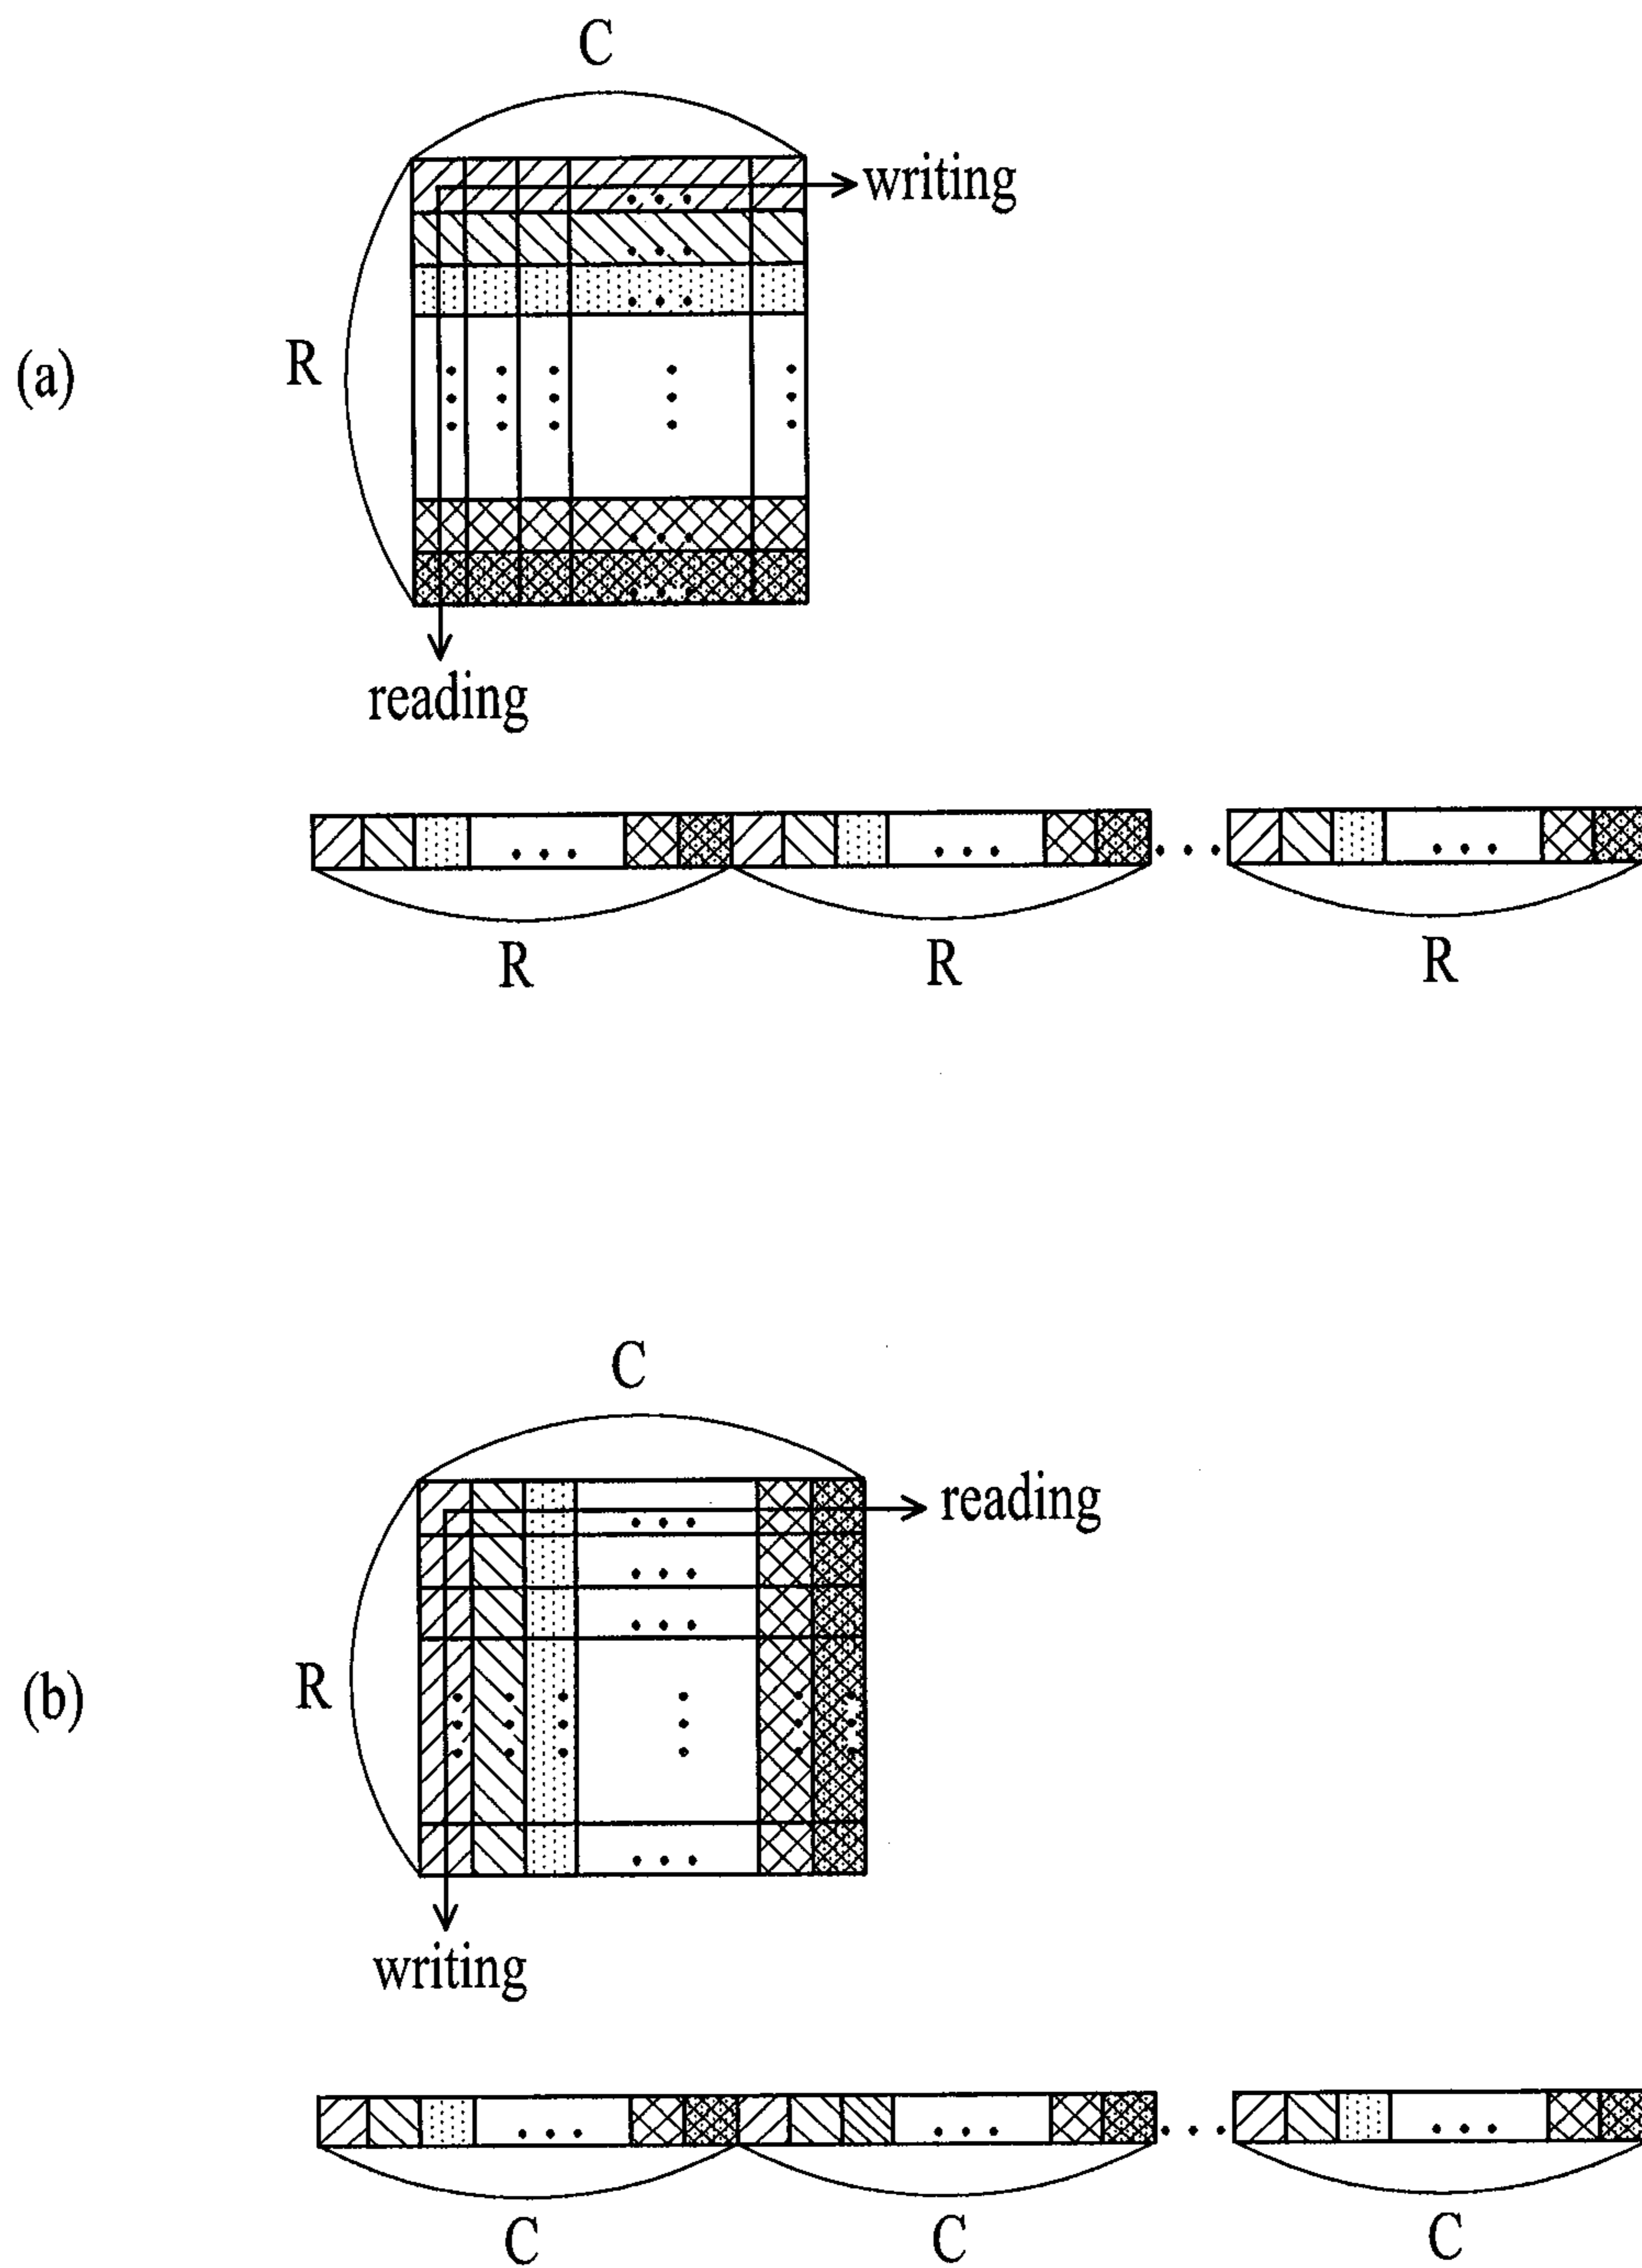 C
writing
(a)
R
reading
R R R
C
reading
(b)
R
writing
C C C